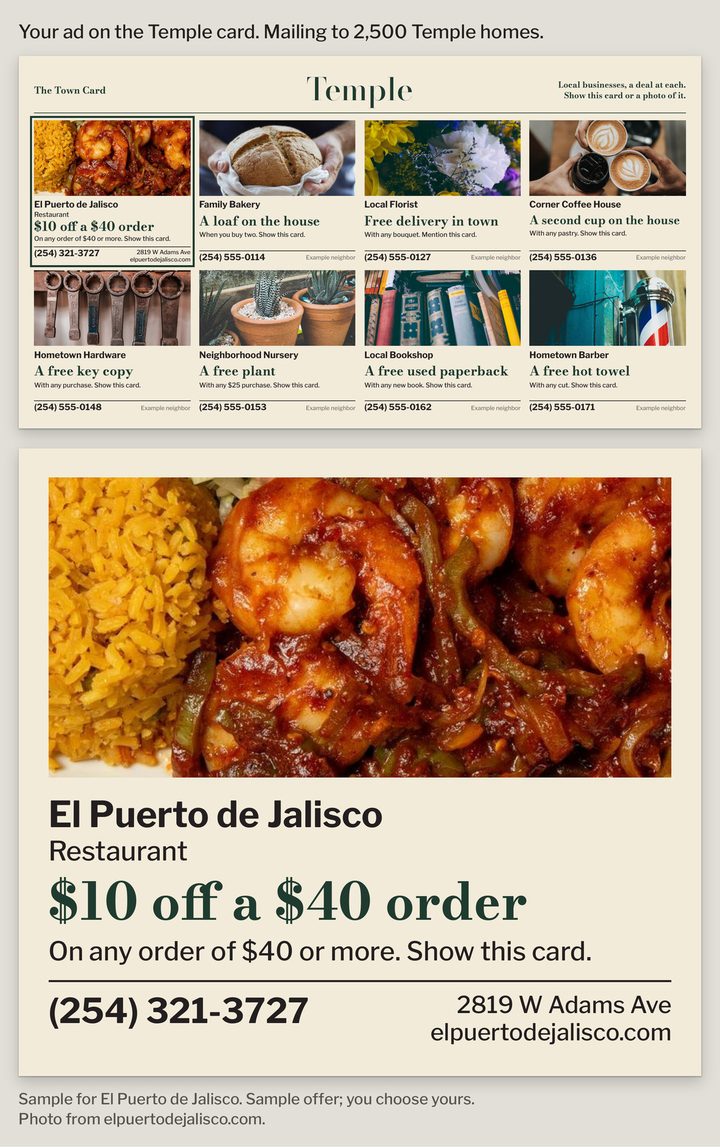 Your ad on the Temple card. Mailing to 2,500 Temple homes.
The Town Card
Temple
Local businesses, a deal at each.
Show this card or a photo of it.
El Puerto de Jalisco
Restaurant
$10 off a $40 order
On any order of $40 or more. Show this card.
(254) 321-3727
2819 W Adams Ave
elpuertodejalisco.com
Family Bakery
A loaf on the house
When you buy two. Show this card.
(254) 555-0114
Example neighbor
Local Florist
Free delivery in town
With any bouquet. Mention this card.
(254) 555-0127
Example neighbor
Corner Coffee House
A second cup on the house
With any pastry. Show this card.
(254) 555-0136
Example neighbor
Hometown Hardware
A free key copy
With any purchase. Show this card.
(254) 555-0148
Example neighbor
Neighborhood Nursery
A free plant
With any $25 purchase. Show this card.
(254) 555-0153
Example neighbor
Local Bookshop
A free used paperback
With any new book. Show this card.
(254) 555-0162
Example neighbor
Hometown Barber
A free hot towel
With any cut. Show this card.
(254) 555-0171
Example neighbor
El Puerto de Jalisco
Restaurant
$10 off a $40 order
On any order of $40 or more. Show this card.
(254) 321-3727
2819 W Adams Ave
elpuertodejalisco.com
Sample for El Puerto de Jalisco. Sample offer; you choose yours.
Photo from elpuertodejalisco.com.